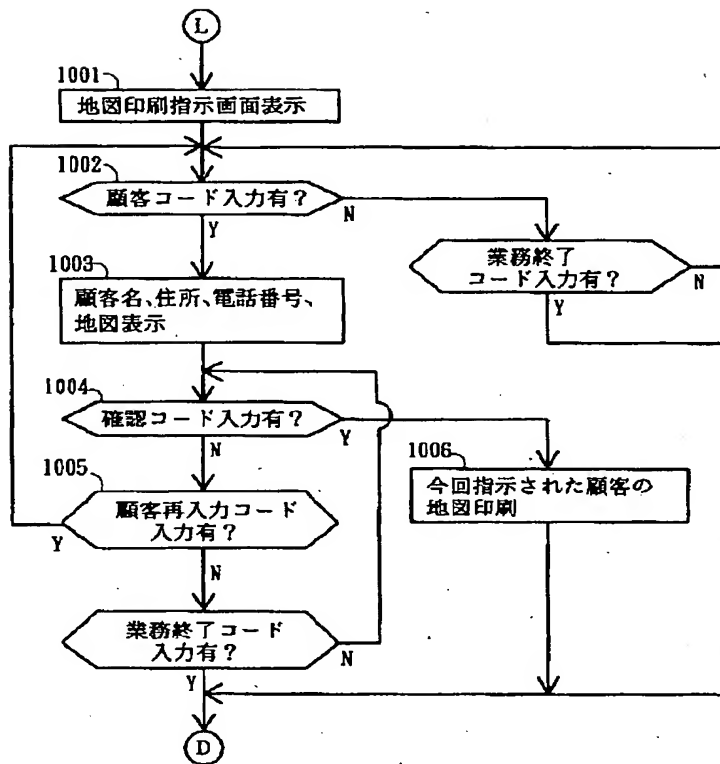 L
1001
地図印刷指示画面表示
1002
顧客コード入力有？
N
Y
業務終了
コード入力有？
N
Y
1003
顧客名、住所、電話番号、
地図表示
1004
確認コード入力有？
Y
N
1005
顧客再入力コード
入力有？
Y
N
1006
今回指示された顧客の
地図印刷
業務終了コード
入力有？
N
Y
D